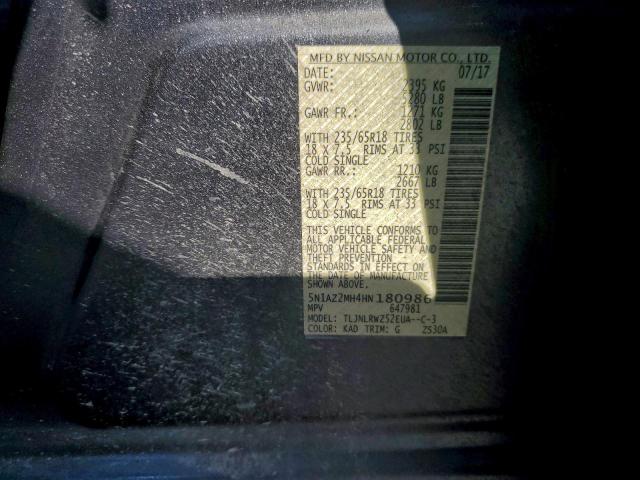 MFD BY NISSAN MOTOR CO., LTD.
DATE: 07/17
GVWR: 2395 KG
5280 LB
GAWR FR.: 1271 KG
2802 LB
WITH 235/65R18 TIRES
18 x 7.5 RIMS AT 33 PSI
COLD SINGLE
GAWR RR.: 1210 KG
2667 LB
WITH 235/65R18 TIRES
18 x 7.5 RIMS AT 33 PSI
COLD SINGLE
THIS VEHICLE CONFORMS TO
ALL APPLICABLE FEDERAL
MOTOR VEHICLE SAFETY AND
THEFT PREVENTION
STANDARDS IN EFFECT ON
THE DATE OF MANUFACTURE
SHOWN ABOVE.
5N1AZ2MH4HN180986
MPV 647981
MODEL: TLJNLRWZ52EUA--C-3
COLOR: KAD TRIM: G ZS30A